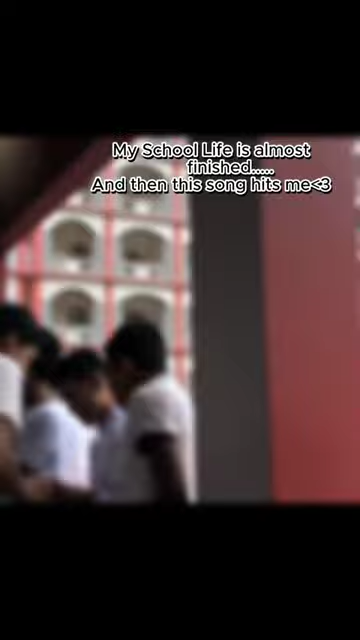 My School Life is almost
finished.....
And then this song hits me<3